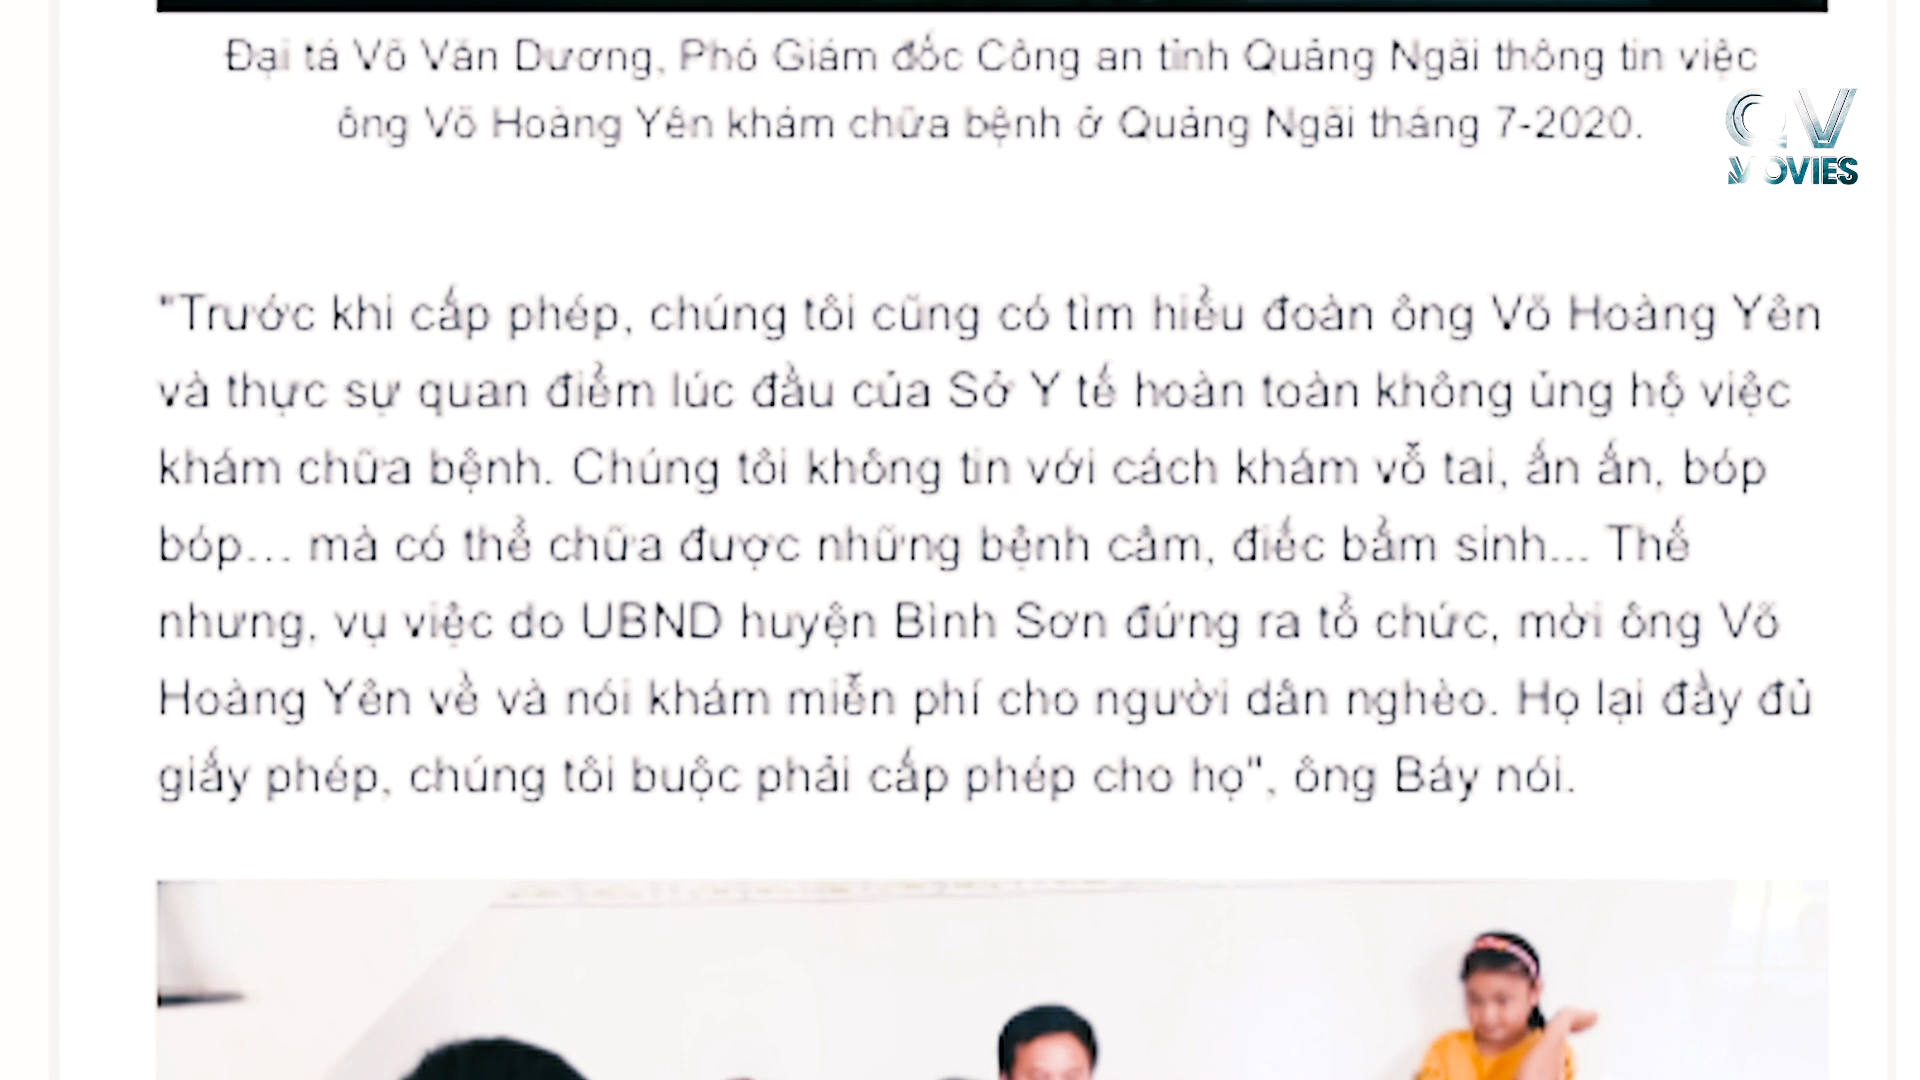 Đại tá Võ Văn Dương, Phó Giám đốc Công an tỉnh Quảng Ngãi thông tin việc
ông Võ Hoàng Yên khám chữa bệnh ở Quảng Ngãi tháng 7-2020.
QV
MOVIES
"Trước khi cấp phép, chúng tôi cũng có tìm hiểu đoàn ông Võ Hoàng Yên
và thực sự quan điểm lúc đầu của Sở Y tế hoàn toàn không ủng hộ việc
khám chữa bệnh. Chúng tôi không tin với cách khám vỗ tai, ấn ấn, bóp
bóp... mà có thể chữa được những bệnh câm, điếc bẩm sinh... Thế
nhưng, vụ việc do UBND huyện Bình Sơn đứng ra tổ chức, mời ông Võ
Hoàng Yên về và nói khám miễn phí cho người dân nghèo. Họ lại đầy đủ
giấy phép, chúng tôi buộc phải cấp phép cho họ", ông Báy nói.